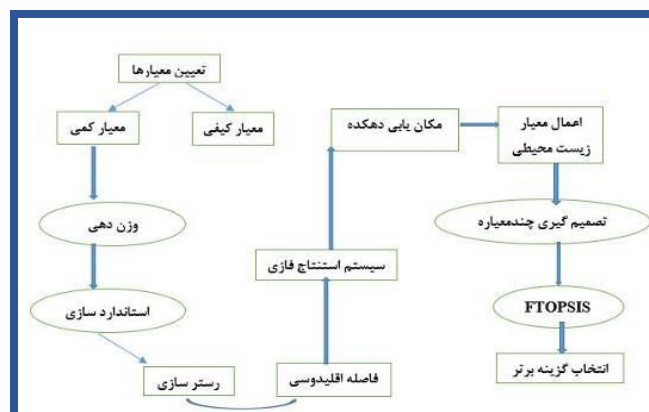 تعیین معیارها
معیار کمی
معیار کیفی
وزن دهی
استاندارد سازی
رستر سازی
فاصله اقلیدوسی
سیستم استنتاج فازی
مکان یابی دهکده
اعمال معیار
زیست محیطی
تصمیم گیری چندمعیاره
FTOPSIS
انتخاب گزینه برتر